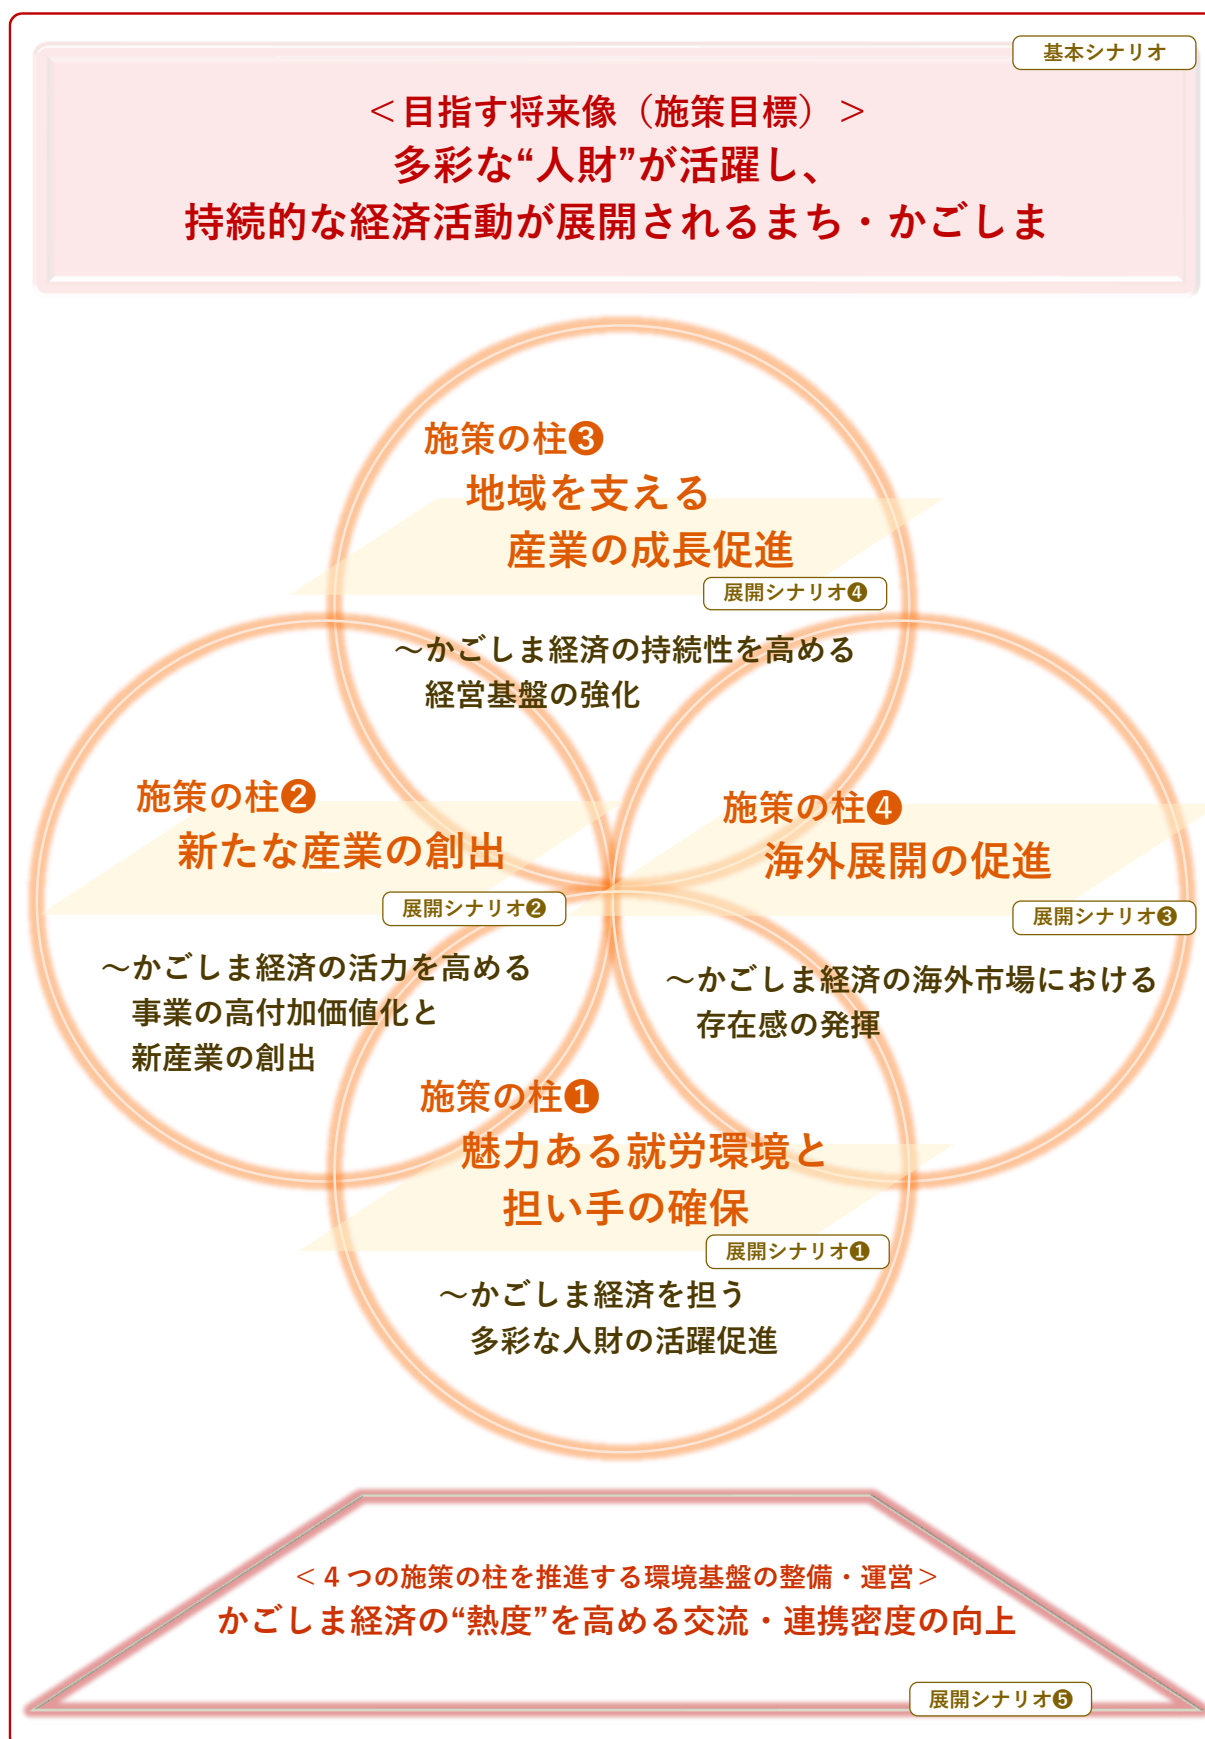 基本シナリオ
＜目指す将来像（施策目標）＞
多彩な“人財”が活躍し、
持続的な経済活動が展開されるまち・かごしま
施策の柱❸
地域を支える
産業の成長促進
展開シナリオ❹
～かごしま経済の持続性を高める
経営基盤の強化
施策の柱❷
新たな産業の創出
展開シナリオ❷
～かごしま経済の活力を高める
事業の高付加価値化と
新産業の創出
施策の柱❹
海外展開の促進
展開シナリオ❸
～かごしま経済の海外市場における
存在感の発揮
施策の柱❶
魅力ある就労環境と
担い手の確保
展開シナリオ❶
～かごしま経済を担う
多彩な人財の活躍促進
＜４つの施策の柱を推進する環境基盤の整備・運営＞
かごしま経済の“熱度”を高める交流・連携密度の向上
展開シナリオ❺